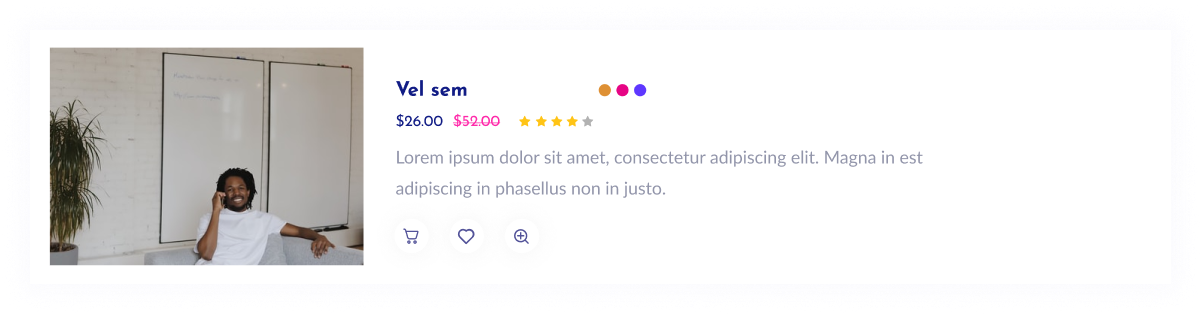 Vel sem
$26.00 $52.00
Lorem ipsum dolor sit amet, consectetur adipiscing elit. Magna in est
adipiscing in phasellus non in justo.